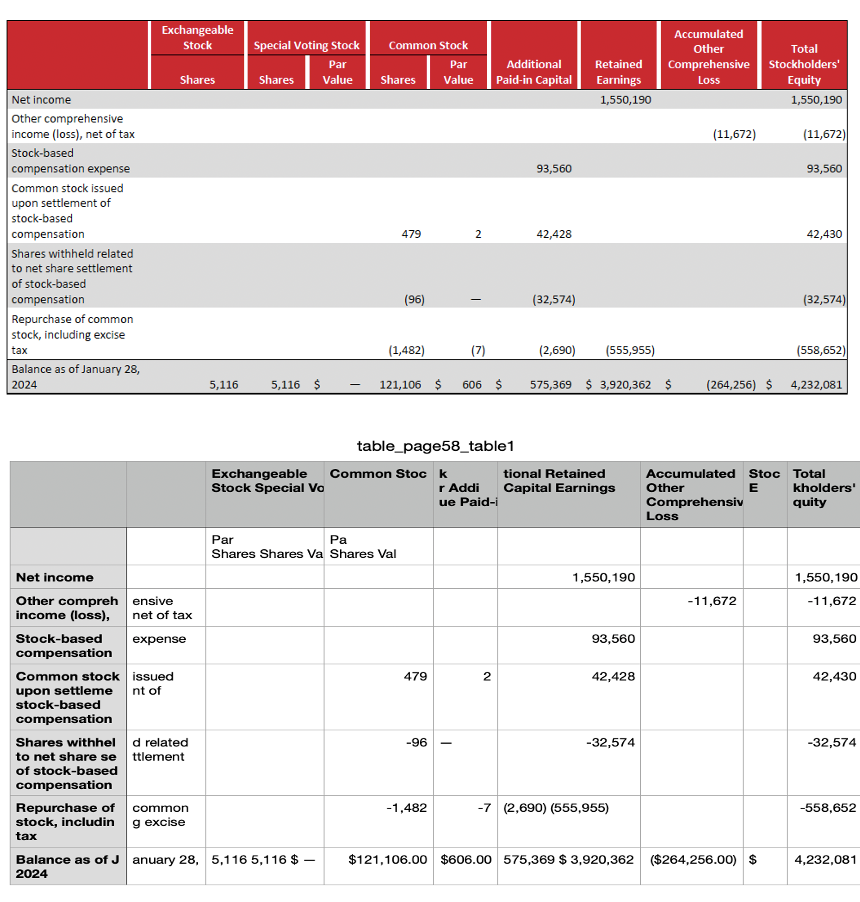 Exchangeable Stock Special Voting Stock Common Stock Additional Paid-in Capital Retained Earnings Accumulated Other Comprehensive Loss Total Stockholders' Equity
Shares Shares Par Value Shares Par Value
Net income 1,550,190 1,550,190
Other comprehensive
income (loss), net of tax (11,672) (11,672)
Stock-based
compensation expense 93,560 93,560
Common stock issued
upon settlement of
stock-based
compensation 479 2 42,428 42,430
Shares withheld related
to net share settlement
of stock-based
compensation (96) — (32,574) (32,574)
Repurchase of common
stock, including excise
tax (1,482) (7) (2,690) (555,955) (558,652)
Balance as of January 28,
2024 5,116 5,116 $ — 121,106 $ 606 $ 575,369 $ 3,920,362 $ (264,256) $ 4,232,081
table_page58_table1
Exchangeable Common Stoc k tional Retained Accumulated Stoc Total
Stock Special Vo r Addi Capital Earnings Other E kholders'
ue Paid-i Comprehensiv quity
Loss
Par Pa
Shares Shares Va Shares Val
Net income 1,550,190 1,550,190
Other compreh ensive -11,672 -11,672
income (loss), net of tax
Stock-based expense 93,560 93,560
compensation
Common stock issued 479 2 42,428 42,430
upon settleme nt of
stock-based
compensation
Shares withhel d related -96 — -32,574 -32,574
to net share se ttlement
of stock-based
compensation
Repurchase of common -1,482 -7 (2,690) (555,955) -558,652
stock, includin g excise
tax
Balance as of J anuary 28, 5,116 5,116 $ — $121,106.00 $606.00 575,369 $ 3,920,362 ($264,256.00) $ 4,232,081
2024